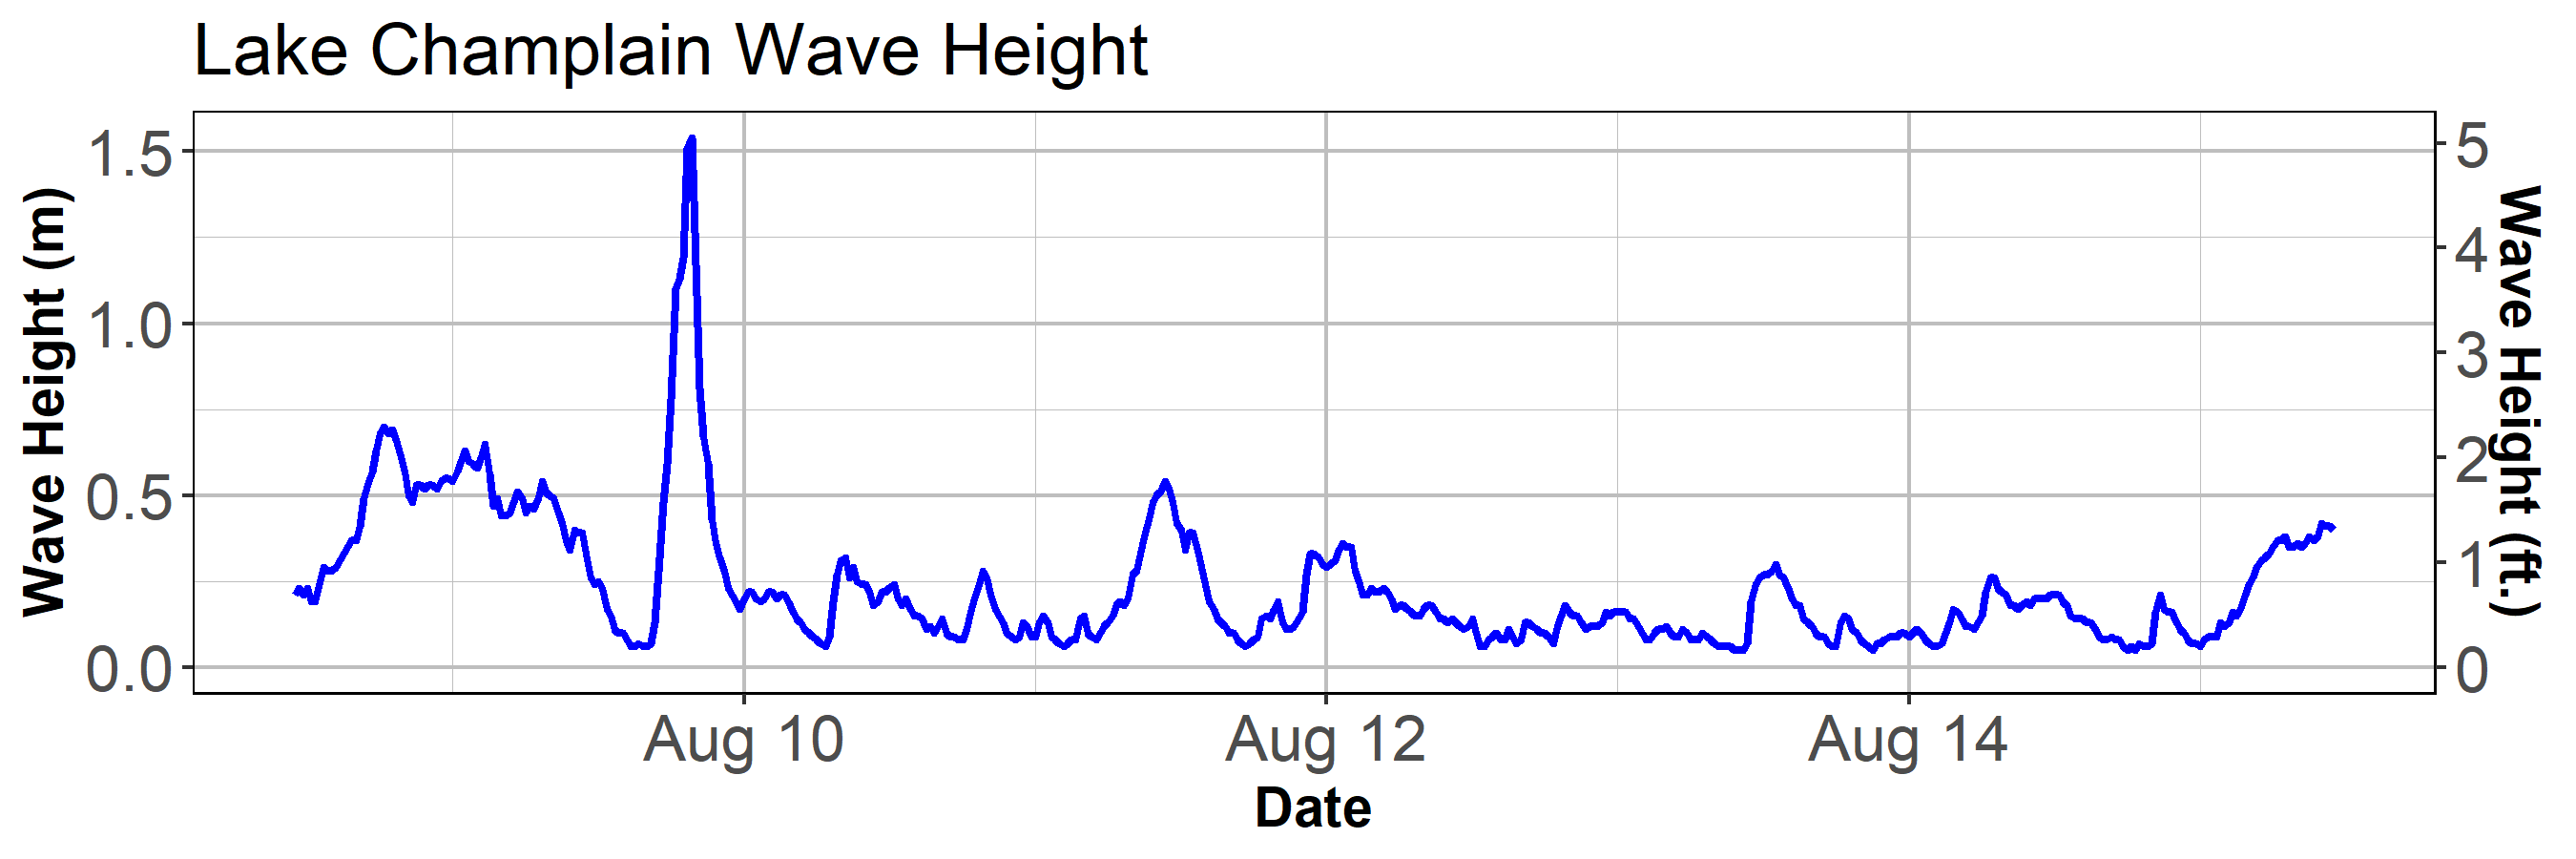 Lake Champlain Wave Height
Wave Height (m)
1.5
1.0
0.5
0.0
5
4
3
2
1
0
Wave Height (ft.)
Aug 10 Aug 12 Aug 14
Date